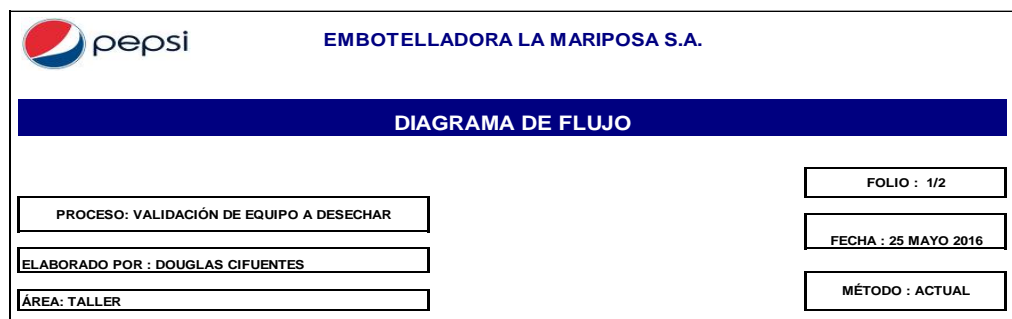 pepsi
EMBOTELLADORA LA MARIPOSA S.A.
DIAGRAMA DE FLUJO
FOLIO : 1/2
PROCESO: VALIDACIÓN DE EQUIPO A DESECHAR
FECHA : 25 MAYO 2016
ELABORADO POR : DOUGLAS CIFUENTES
MÉTODO : ACTUAL
ÁREA: TALLER